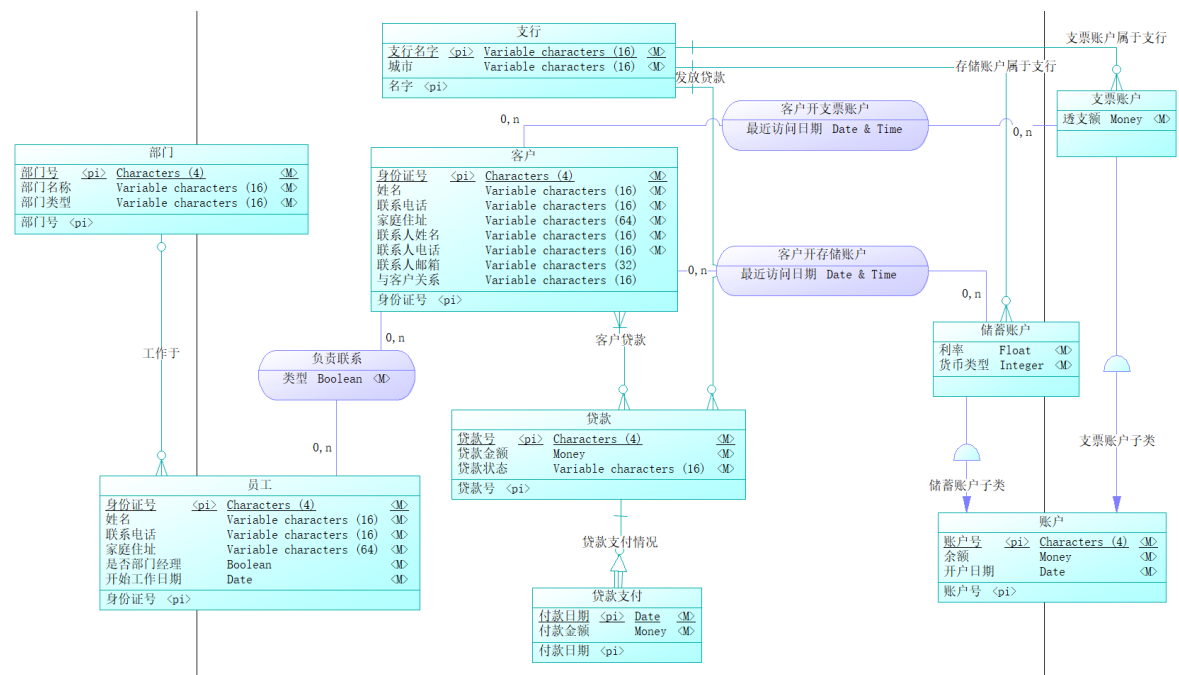 支行
支行名字 <pi> Variable characters (16) <M>
城市 Variable characters (16) <M>
名字 <pi>
支票账户属于支行
存储账户属于支行
发放贷款
客户开支票账户
最近访问日期 Date & Time
0,n
0,n
支票账户
透支额 Money <M>
部门
部门号 <pi> Characters (4) <M>
部门名称 Variable characters (16) <M>
部门类型 Variable characters (16) <M>
部门号 <pi>
客户
身份证号 <pi> Characters (4) <M>
姓名 Variable characters (16) <M>
联系电话 Variable characters (16) <M>
家庭住址 Variable characters (64) <M>
联系人姓名 Variable characters (16) <M>
联系人电话 Variable characters (16) <M>
联系人邮箱 Variable characters (32)
与客户关系 Variable characters (16)
身份证号 <pi>
客户开存储账户
最近访问日期 Date & Time
0,n
0,n
储蓄账户
利率 Float <M>
货币类型 Integer <M>
工作于
0,n
负责联系
类型 Boolean <M>
0,n
客户贷款
贷款
贷款号 <pi> Characters (4) <M>
贷款金额 Money <M>
贷款状态 Variable characters (16) <M>
贷款号 <pi>
支票账户子类
储蓄账户子类
员工
身份证号 <pi> Characters (4) <M>
姓名 Variable characters (16) <M>
联系电话 Variable characters (16) <M>
家庭住址 Variable characters (64) <M>
是否部门经理 Boolean <M>
开始工作日期 Date <M>
身份证号 <pi>
贷款支付情况
贷款支付
付款日期 <pi> Date <M>
付款金额 Money <M>
付款日期 <pi>
账户
账户号 <pi> Characters (4) <M>
余额 Money <M>
开户日期 Date <M>
账户号 <pi>